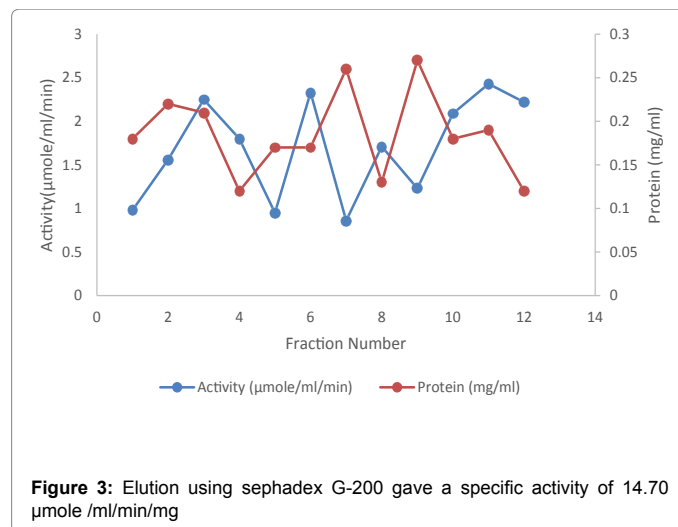 3
2.5
2
1.5
1
0.5
0
Activity(µmole/ml/min)
0.3
0.25
0.2
0.15
0.1
0.05
0
Protein (mg/ml)
0 2 4 6 8 10 12 14
Fraction Number
Activity (µmole/ml/min) Protein (mg/ml)
Figure 3: Elution using sephadex G-200 gave a specific activity of 14.70
µmole /ml/min/mg